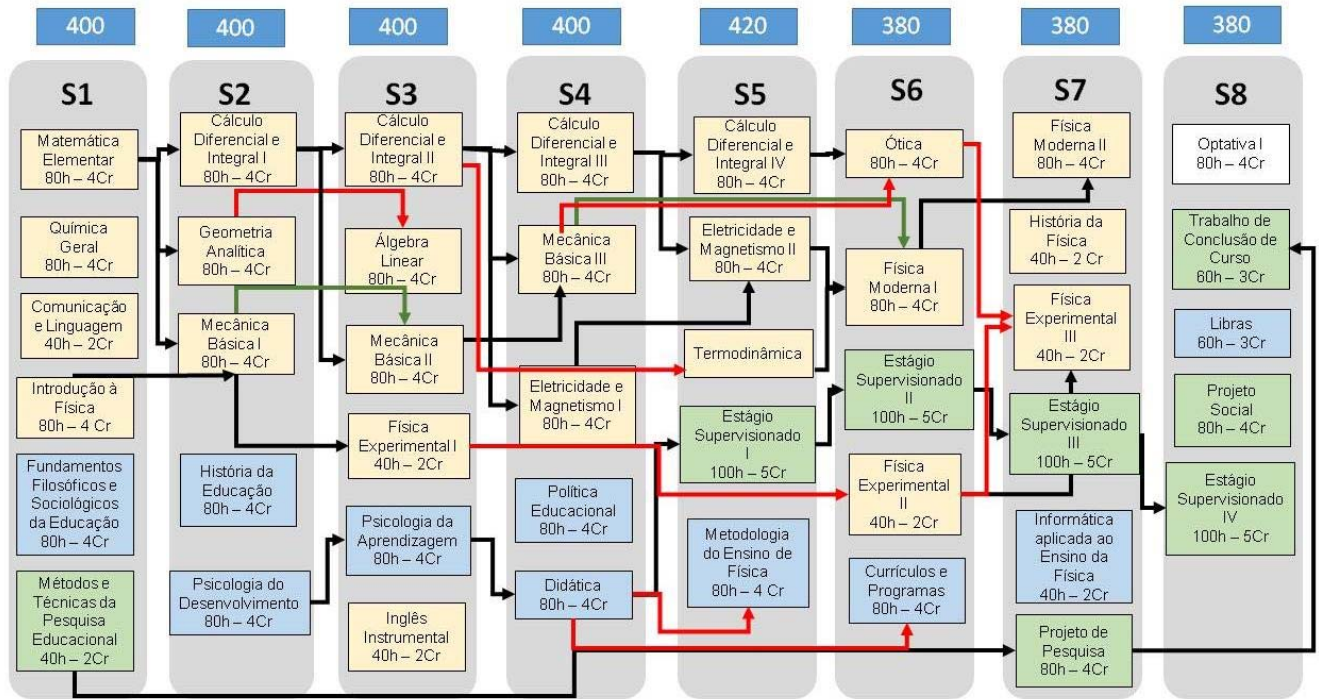 400
400
400
400
420
380
380
380
S1
Matemática
Elementar
80h – 4Cr
Química
Geral
80h – 4Cr
Comunicação
e Linguagem
40h – 2Cr
Introdução à
Física
80h – 4 Cr
Fundamentos
Filosóficos e
Sociológicos
da Educação
80h – 4Cr
Métodos e
Técnicas da
Pesquisa
Educacional
40h – 2Cr
S2
Cálculo
Diferencial e
Integral I
80h – 4Cr
Geometria
Analítica
80h – 4Cr
Mecânica
Básica I
80h – 4Cr
História da
Educação
80h – 4Cr
Psicologia do
Desenvolvimento
80h – 4Cr
S3
Cálculo
Diferencial e
Integral II
80h – 4Cr
Álgebra
Linear
80h – 4Cr
Mecânica
Básica II
80h – 4Cr
Física
Experimental I
40h – 2Cr
Psicologia da
Aprendizagem
80h – 4Cr
Inglês
Instrumental
40h – 2Cr
S4
Cálculo
Diferencial e
Integral III
80h – 4Cr
Mecânica
Básica III
80h – 4Cr
Eletricidade e
Magnetismo I
80h – 4Cr
Política
Educacional
80h – 4Cr
Didática
80h – 4Cr
S5
Cálculo
Diferencial e
Integral IV
80h – 4Cr
Eletricidade e
Magnetismo II
80h – 4Cr
Termodinâmica
Estágio
Supervisionado
I
100h – 5Cr
Metodologia
do Ensino de
Física
80h – 4 Cr
S6
Ótica
80h – 4Cr
Física
Moderna I
80h – 4Cr
Estágio
Supervisionado
II
100h – 5Cr
Física
Experimental
II
40h – 2Cr
Currículos e
Programas
80h – 4Cr
S7
Física
Moderna II
80h – 4Cr
História da
Física
40h – 2 Cr
Física
Experimental
III
40h – 2Cr
Estágio
Supervisionado
III
100h – 5Cr
Informática
aplicada ao
Ensino da
Física
40h – 2Cr
Projeto de
Pesquisa
80h – 4Cr
S8
Optativa I
80h – 4Cr
Trabalho de
Conclusão de
Curso
60h – 3Cr
Libras
60h – 3Cr
Projeto
Social
80h – 4Cr
Estágio
Supervisionado
IV
100h – 5Cr